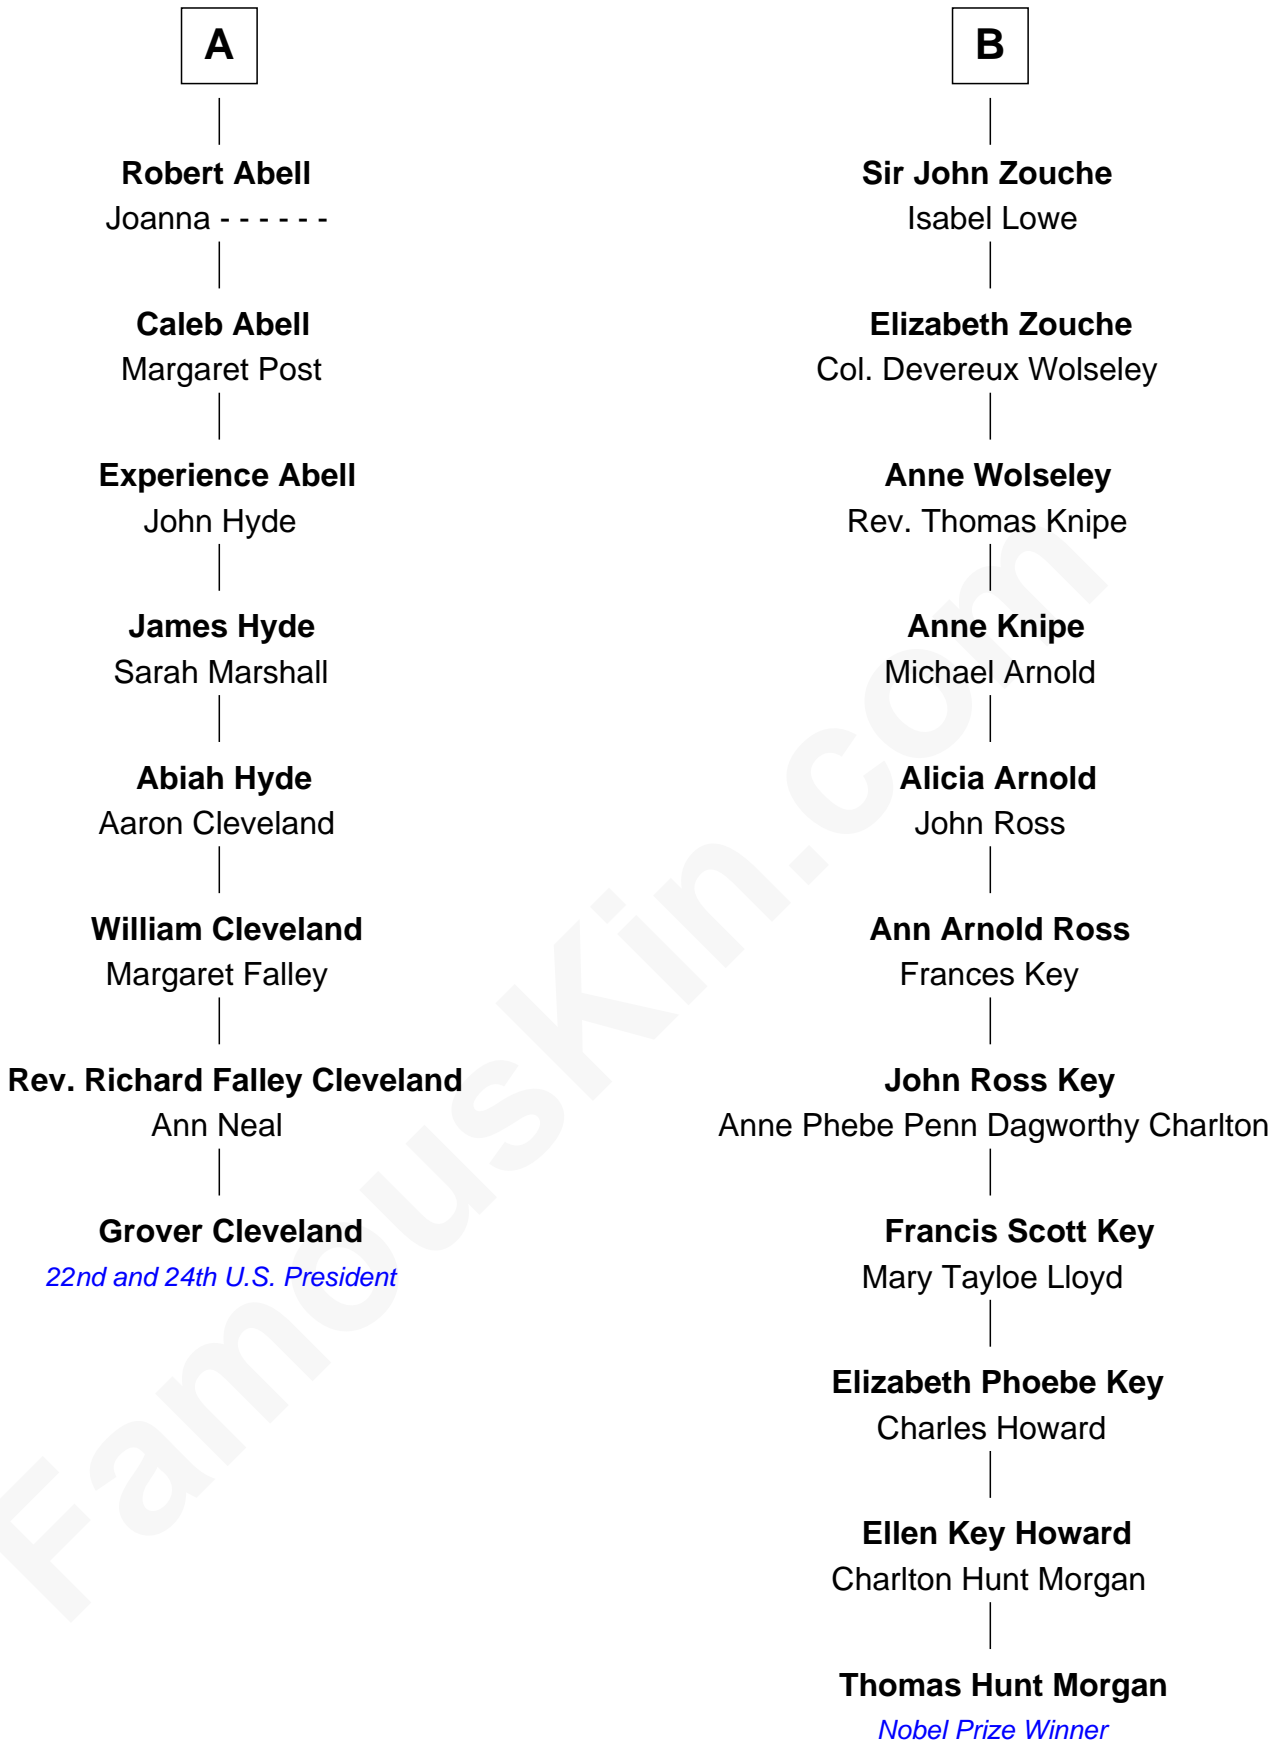 A
Robert Abell
Joanna - - - - - -
Caleb Abell
Margaret Post
Experience Abell
John Hyde
James Hyde
Sarah Marshall
Abiah Hyde
Aaron Cleveland
William Cleveland
Margaret Falley
Rev. Richard Falley Cleveland
Ann Neal
Grover Cleveland
22nd and 24th U.S. President
B
Sir John Zouche
Isabel Lowe
Elizabeth Zouche
Col. Devereux Wolseley
Anne Wolseley
Rev. Thomas Knipe
Anne Knipe
Michael Arnold
Alicia Arnold
John Ross
Ann Arnold Ross
Frances Key
John Ross Key
Anne Phebe Penn Dagworthy Charlton
Francis Scott Key
Mary Tayloe Lloyd
Elizabeth Phoebe Key
Charles Howard
Ellen Key Howard
Charlton Hunt Morgan
Thomas Hunt Morgan
Nobel Prize Winner
FamousKin.com